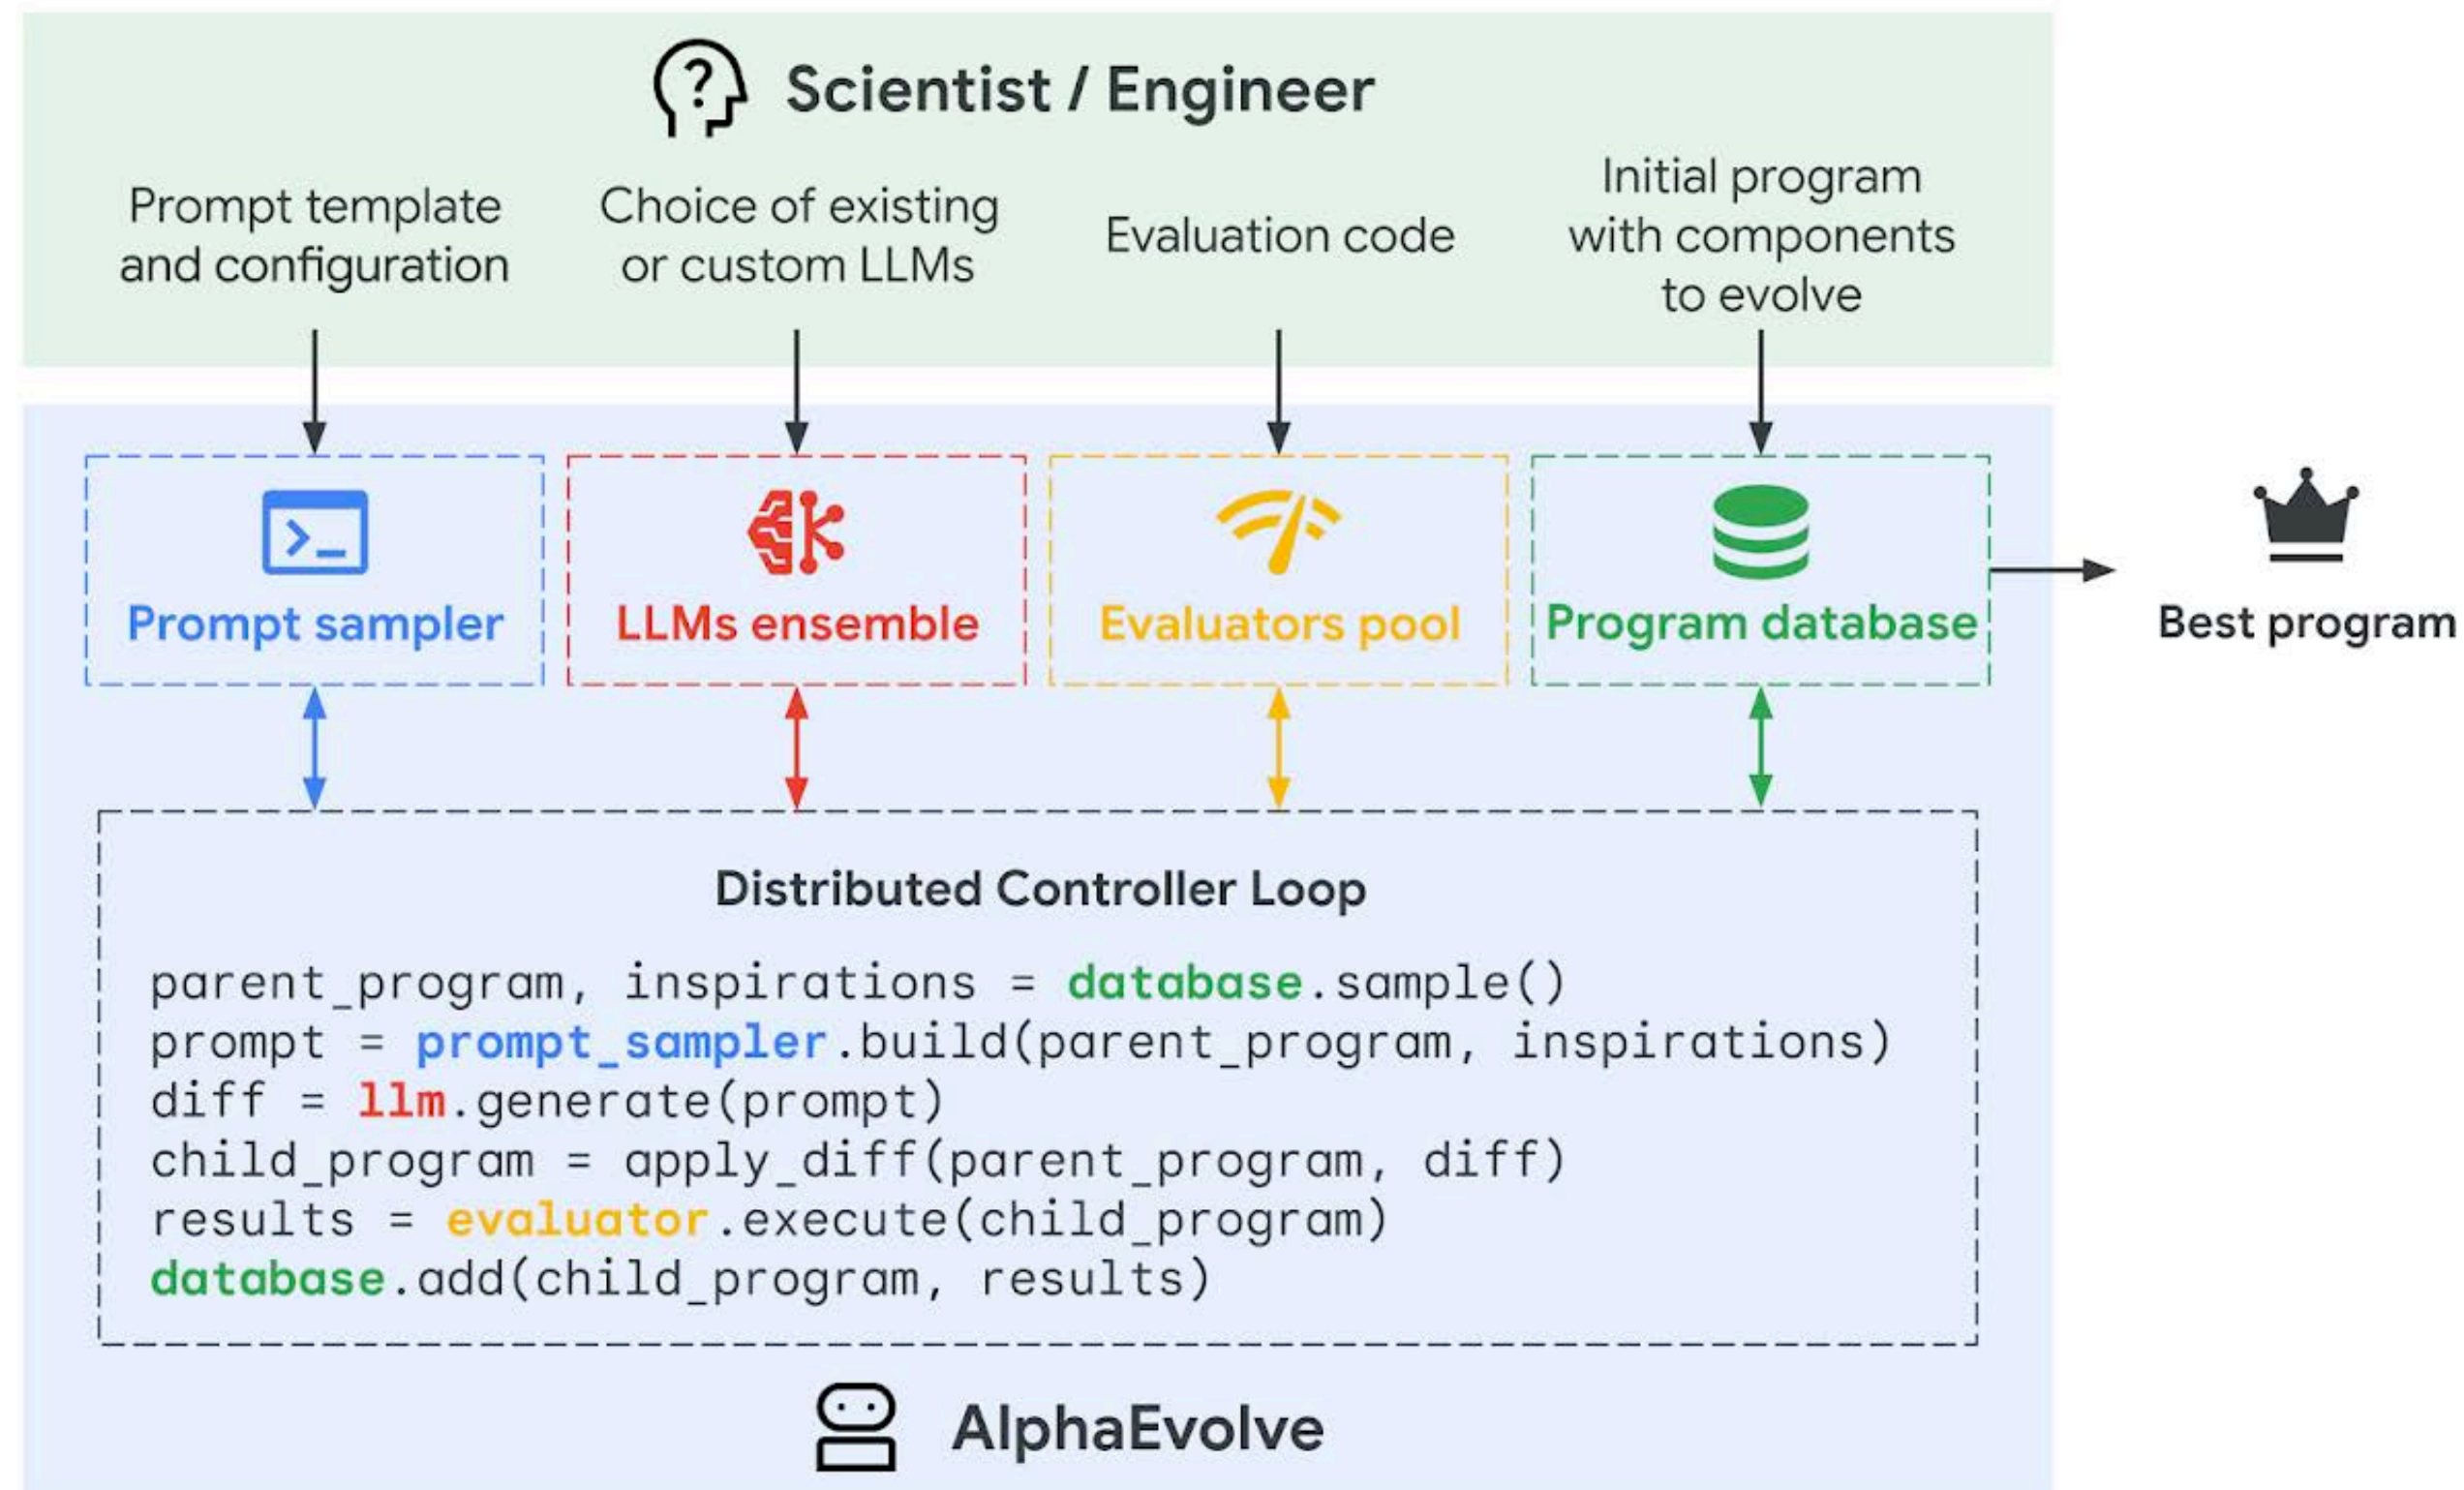 Scientist / Engineer
Prompt template
and configuration
Choice of existing
or custom LLMs
Evaluation code
Initial program
with components
to evolve
Prompt sampler
LLMs ensemble
Evaluators pool
Program database
Best program
Distributed Controller Loop
parent_program, inspirations = database.sample()
prompt = prompt_sampler.build(parent_program, inspirations)
diff = llm.generate(prompt)
child_program = apply_diff(parent_program, diff)
results = evaluator.execute(child_program)
database.add(child_program, results)
AlphaEvolve